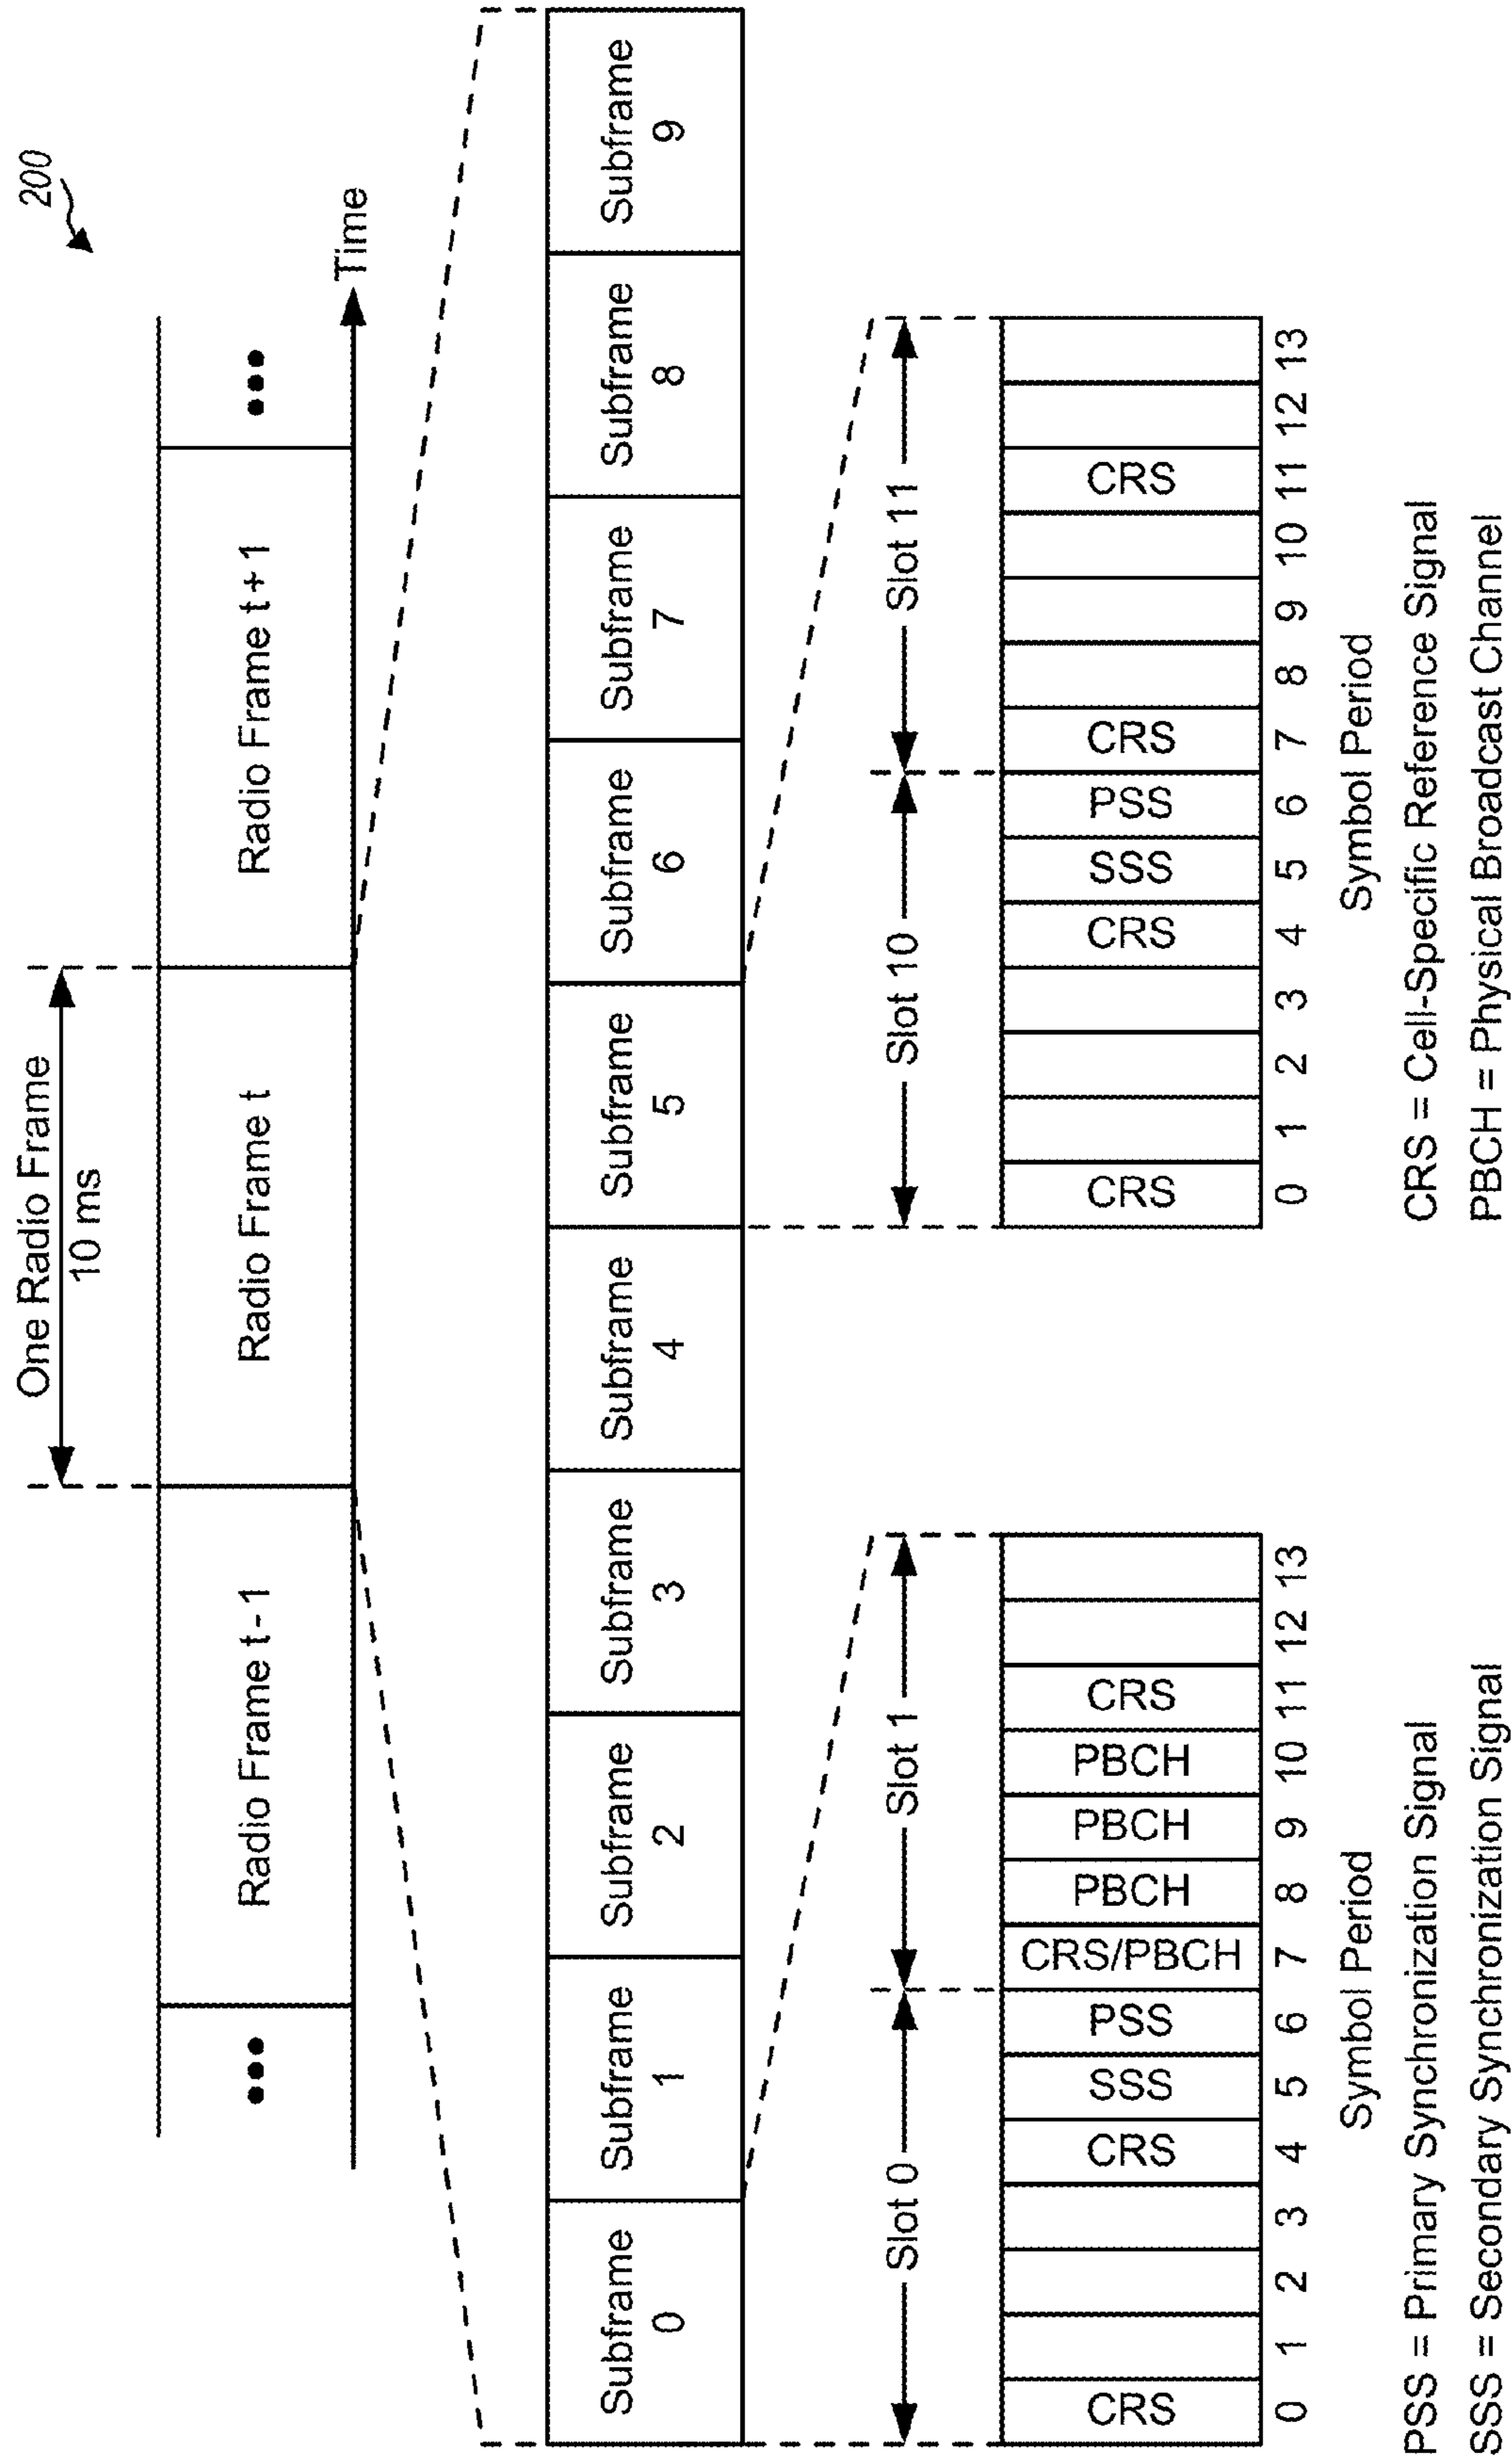 200
One Radio Frame
10 ms
••• Radio Frame t-1 Radio Frame t Radio Frame t+1 •••
Time
Subframe 0 Subframe 1 Subframe 2 Subframe 3 Subframe 4 Subframe 5 Subframe 6 Subframe 7 Subframe 8 Subframe 9
Slot 0 Slot 1
CRS CRS SSS PSS CRS/PBCH PBCH PBCH PBCH CRS
0 1 2 3 4 5 6 7 8 9 10 11 12 13
Symbol Period
Slot 10 Slot 11
CRS CRS SSS PSS CRS CRS
0 1 2 3 4 5 6 7 8 9 10 11 12 13
Symbol Period
PSS = Primary Synchronization Signal
SSS = Secondary Synchronization Signal
CRS = Cell-Specific Reference Signal
PBCH = Physical Broadcast Channel